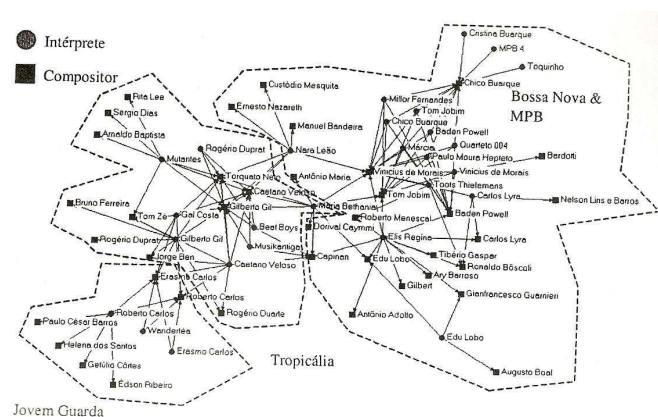 Intérprete
Compositor
Cristina Buarque
MPB 4
Toquinho
Chico Buarque
Bossa Nova &
MPB
Custódio Mesquita
Rita Lee
Ernesto Nazareth
Millor Fernandes
Tom Jobim
Sérgio Dias
Manuel Bandeira
Chico Buarque
Baden Powell
Arnaldo Baptista
Rogério Duprat
Nara Leão
Márcia
Quarteto 004
Mutantes
Paulo Moura Hepteto
Bardotti
Torquato Neto
Antônio Maria
Vinicius de Morais
Vinicius de Morais
Caetano Veloso
Toots Thielemans
Tom Jobim
Carlos Lyra
Nelson Lins e Barros
Bruno Ferreira
Gilberto Gil
Maria Bethania
Tom Zé
Gal Costa
Roberto Menescal
Baden Powell
Beet Boys
Dorival Caymmi
Rogério Duprat
Gilberto Gil
Musikantiga
Elis Regina
Carlos Lyra
Jorge Ben
Capinan
Edu Lobo
Tibério Gaspar
Caetano Veloso
Ronaldo Bôscoli
Erasmo Carlos
Ary Barroso
Gilbert
Roberto Carlos
Gianfrancesco Guarnieri
Roberto Carlos
Rogério Duarte
Antônio Adolfo
Paulo César Barros
Wanderléa
Edu Lobo
Helena dos Santos
Erasmo Carlos
Tropicália
Getúlio Côrtes
Augusto Boal
Édson Ribeiro
Jovem Guarda